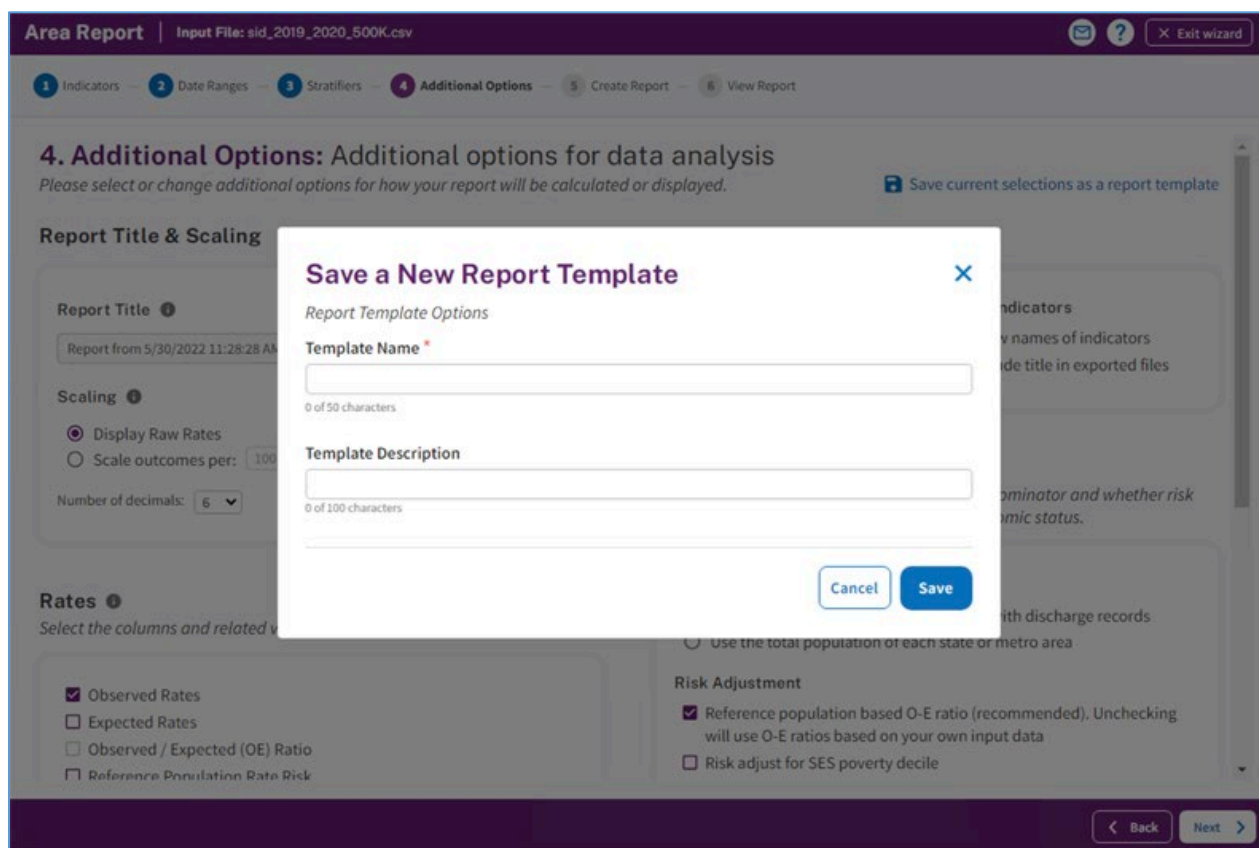 Area Report | Input File: sid_2019_2020_500K.csv
? × Exit wizard
1 Indicators — 2 Date Ranges — 3 Stratifiers — 4 Additional Options — 5 Create Report — 6 View Report
4. Additional Options: Additional options for data analysis
Please select or change additional options for how your report will be calculated or displayed.
Save current selections as a report template
Report Title & Scaling
Report Title
Report from 5/30/2022 11:28:28 AM
Scaling
Display Raw Rates
Scale outcomes per: 100
Number of decimals: 6
names of indicators
title in exported files
Save a New Report Template
Report Template Options
Template Name *
0 of 50 characters
Template Description
0 of 100 characters
Cancel Save
and whether risk
status.
Rates
Select the columns and related
Observed Rates
Expected Rates
Observed / Expected (OE) Ratio
Reference Population Rate Risk
discharge records
Use the total population of each state or metro area
Risk Adjustment
Reference population based O-E ratio (recommended). Unchecking
will use O-E ratios based on your own input data
Risk adjust for SES poverty decile
Back Next